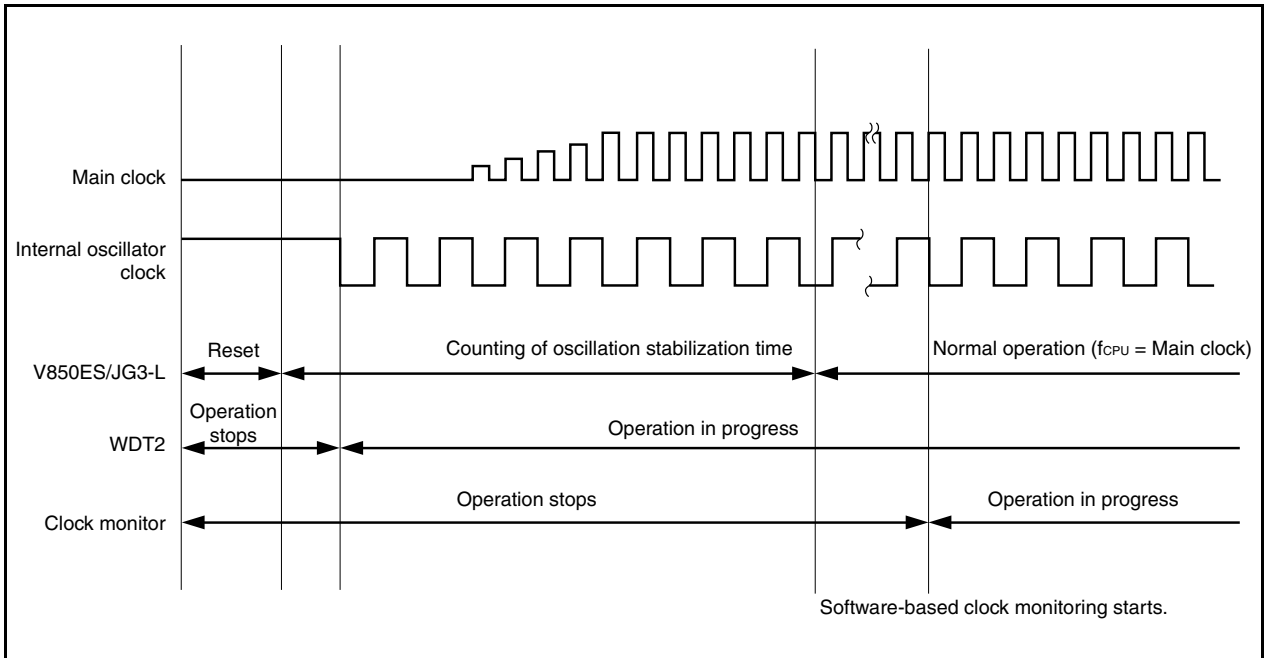 Main clock
Internal oscillator
clock
Reset
Counting of oscillation stabilization time
Normal operation (fCPU = Main clock)
V850ES/JG3-L
Operation
stops
Operation in progress
WDT2
Operation stops
Operation in progress
Clock monitor
Software-based clock monitoring starts.